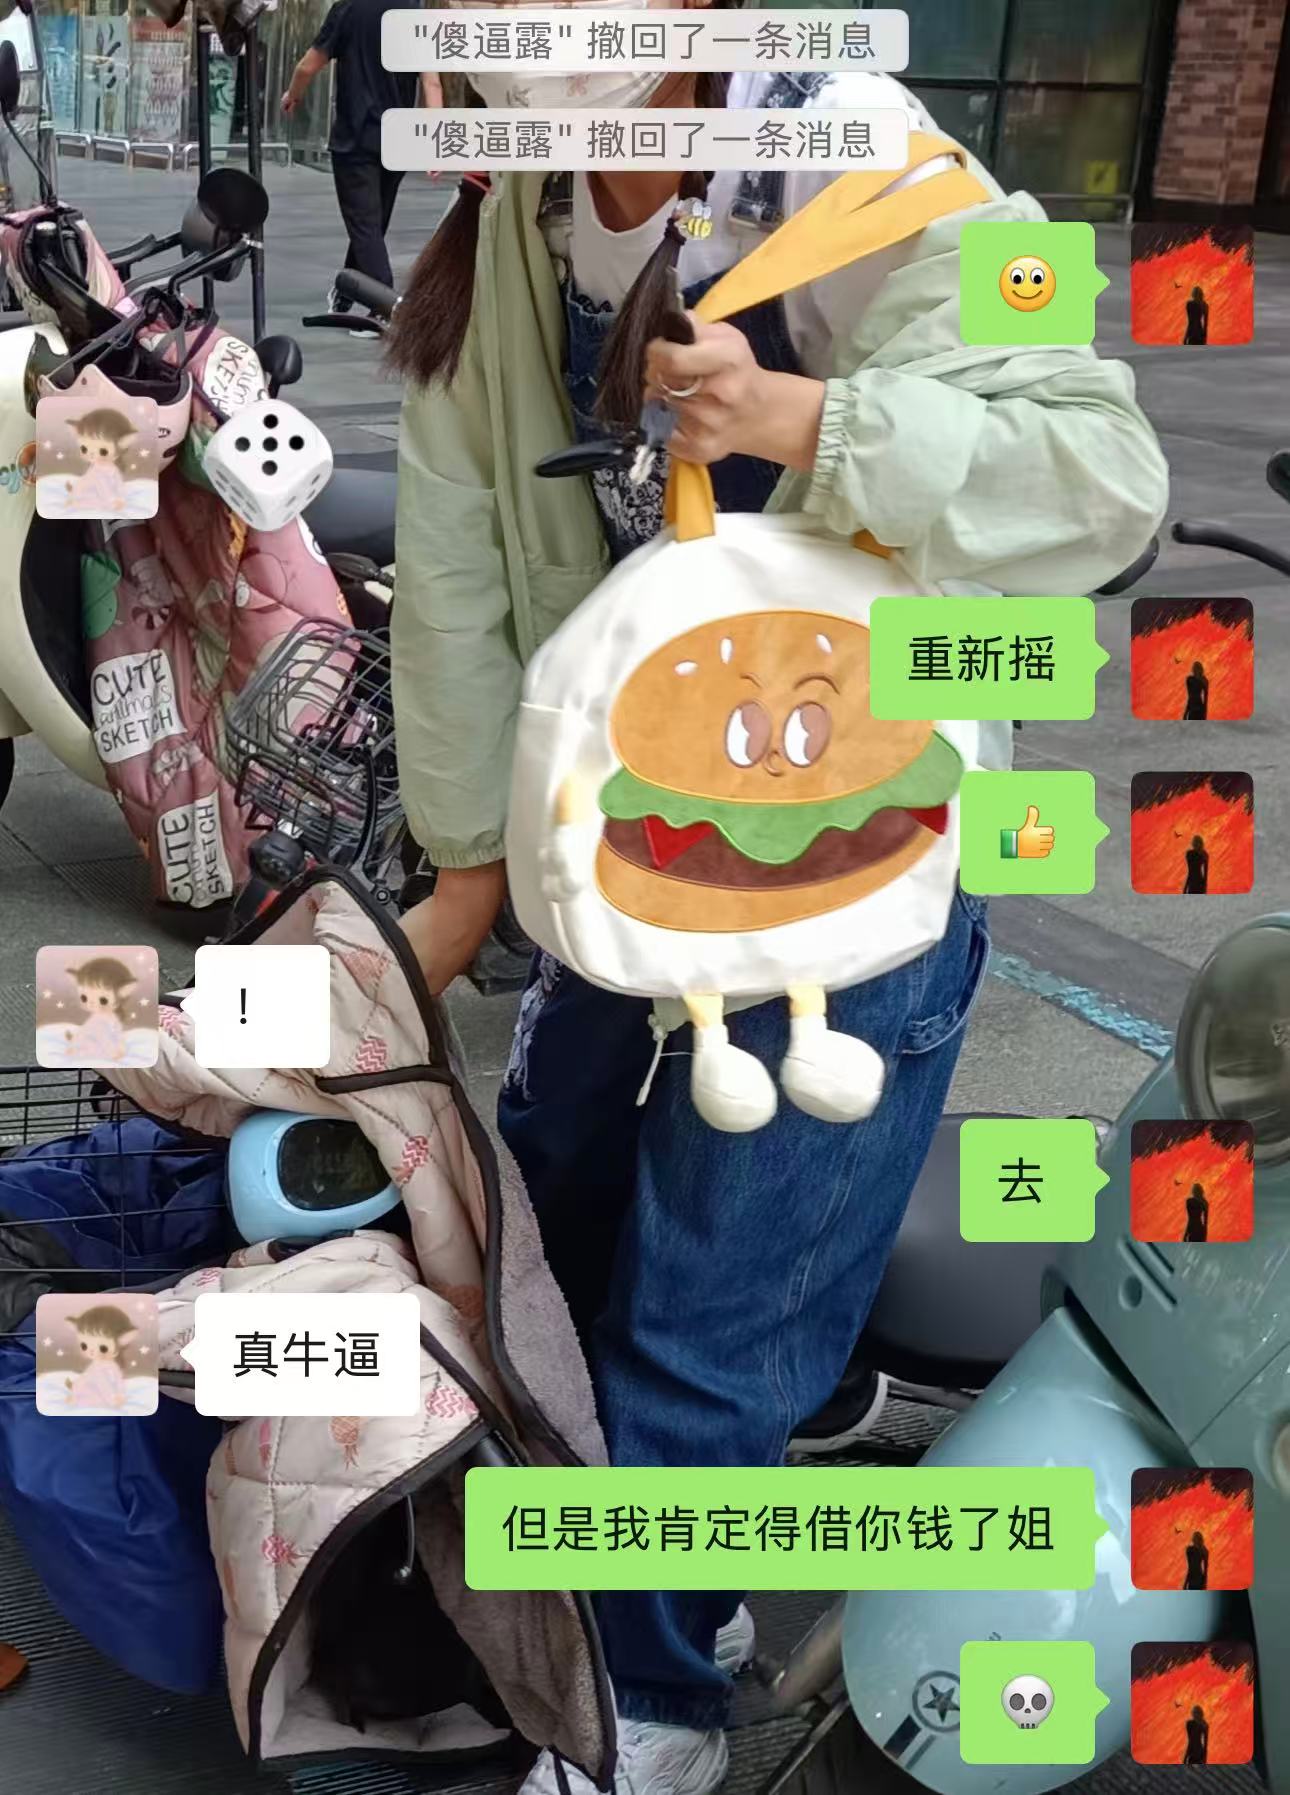 "傻逼露" 撤回了一条消息
"傻逼露" 撤回了一条消息
重新摇
！
去
真牛逼
但是我肯定得借你钱了姐
CUTE
animals
SKETCH
CUTE
SKETCH